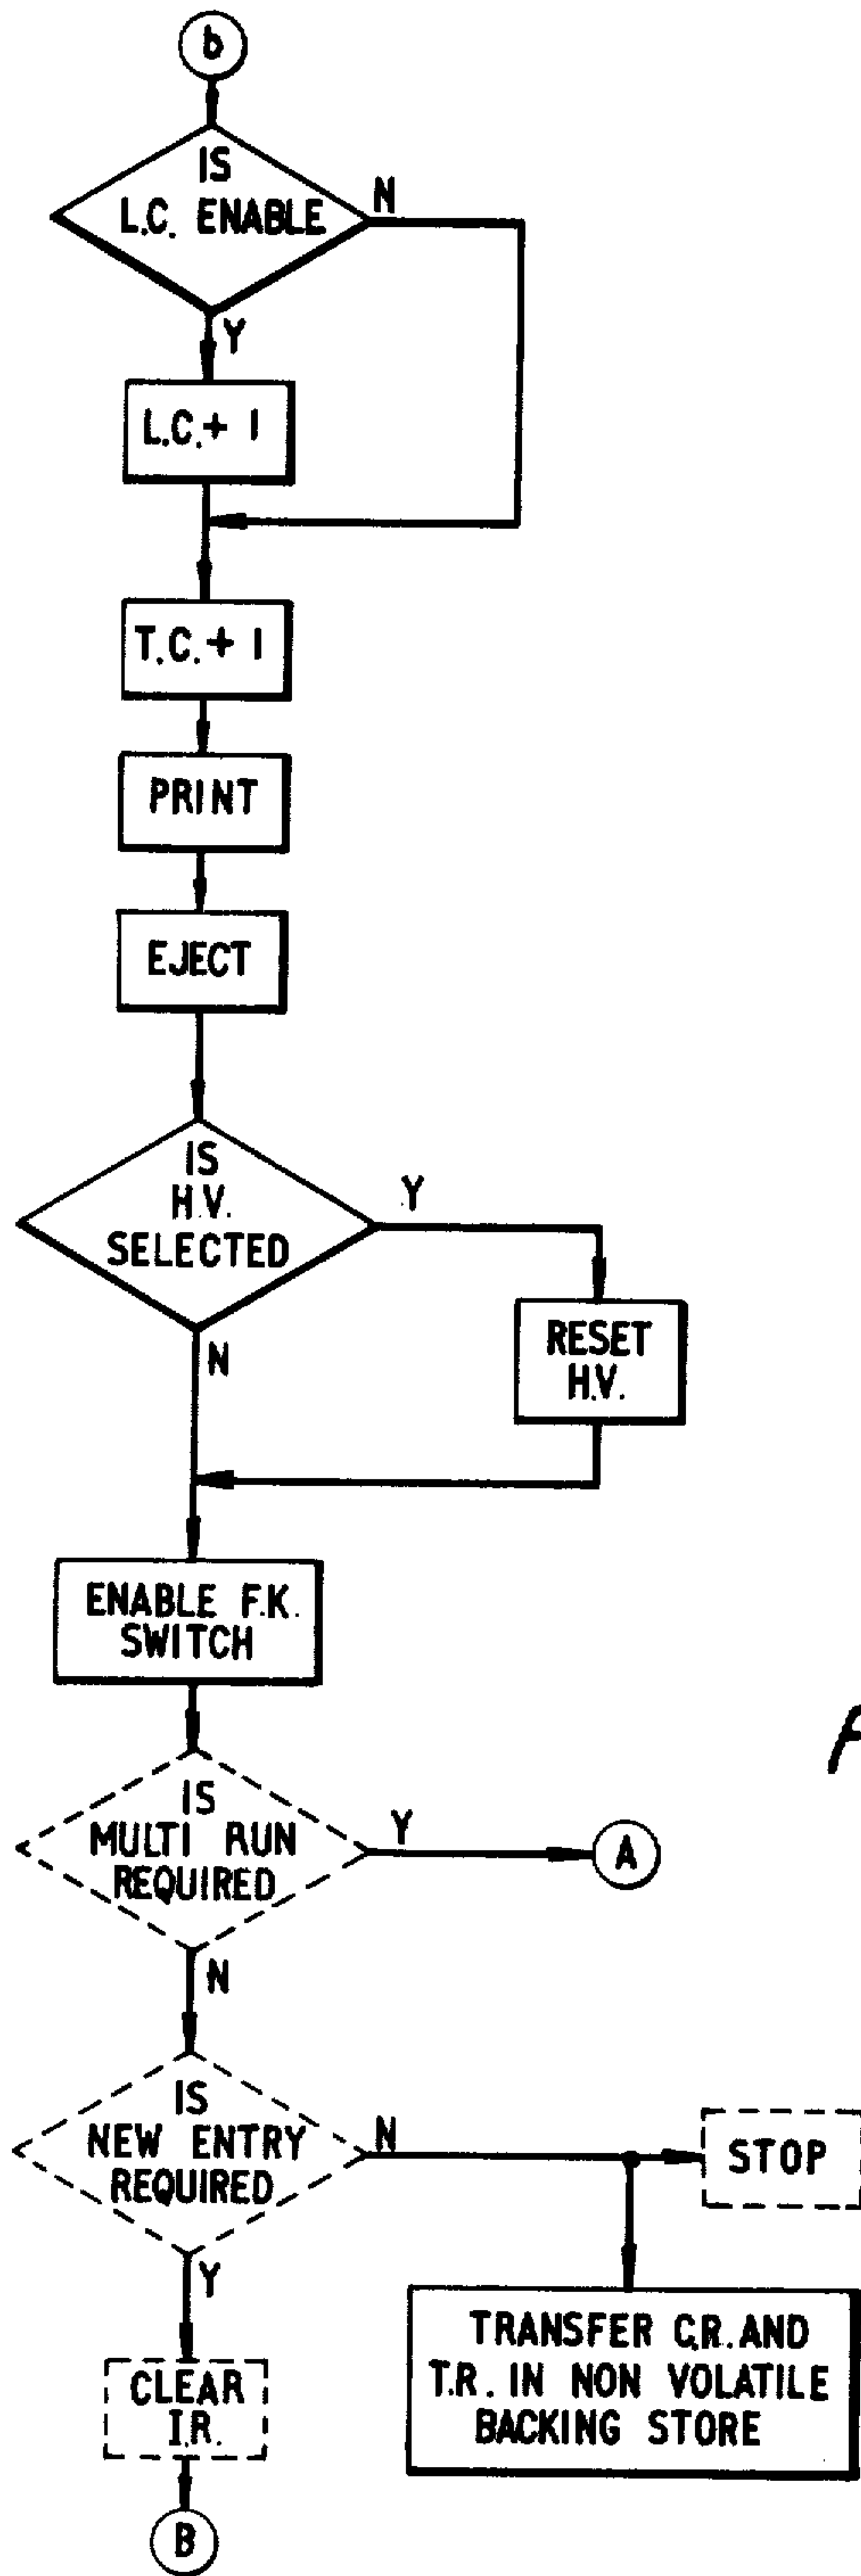 b
IS
L.C. ENABLE
N
Y
L.C.+ 1
T.C.+ 1
PRINT
EJECT
IS
H.V.
SELECTED
Y
N
RESET
H.V.
ENABLE F.K.
SWITCH
IS
MULTI RUN
REQUIRED
Y
A
N
IS
NEW ENTRY
REQUIRED
N
STOP
Y
TRANSFER C.R. AND
T.R. IN NON VOLATILE
BACKING STORE
CLEAR
I.R.
B